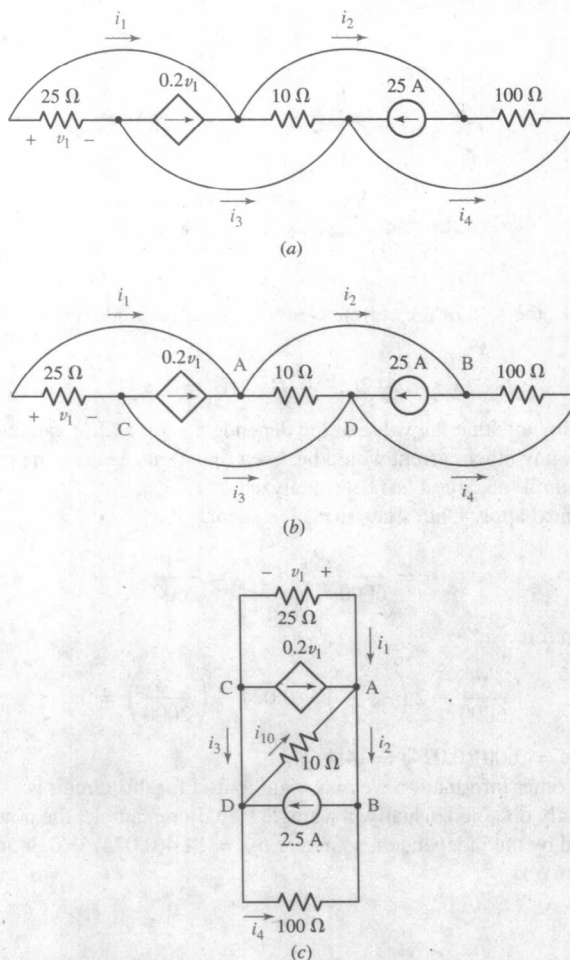 i1 i2
25 Ω 0.2v1 10 Ω 25 A 100 Ω
+ v1 −
i3 i4
(a)
i1 i2
25 Ω 0.2v1 A 10 Ω 25 A B 100 Ω
+ v1 − C D
i3 i4
(b)
− v1 +
25 Ω
0.2v1 i1
C A
i3 i10 i2
10 Ω
D B
2.5 A
i4 100 Ω
(c)